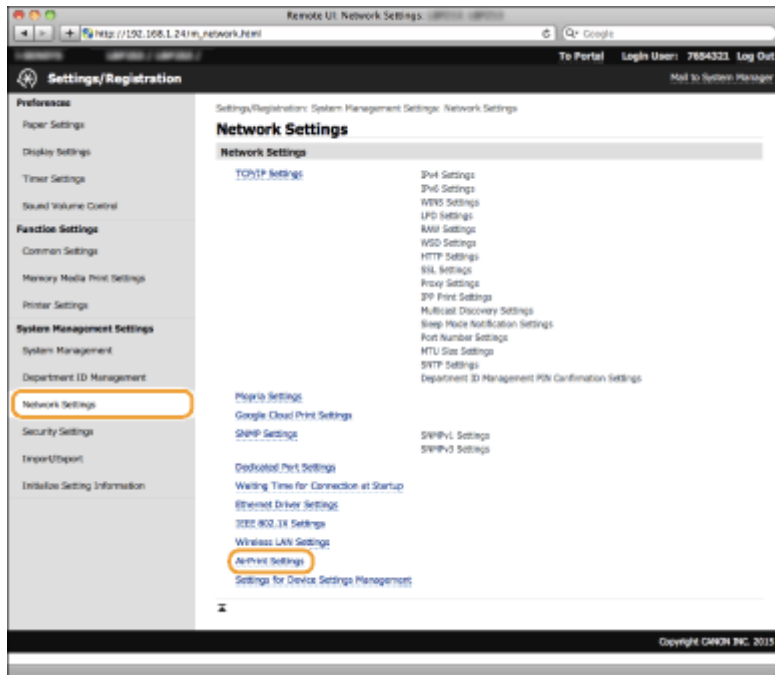 Remote UI: Network Settings:
http://192.168.1.24/m_network.html
Google
To Portal Login User: 7654321 Log Out
Settings/Registration
Mail to System Manager
Preferences
Paper Settings
Display Settings
Timer Settings
Sound Volume Control
Function Settings
Common Settings
Memory Media Print Settings
Printer Settings
System Management Settings
System Management
Department ID Management
Network Settings
Security Settings
Import/Export
Initialize Setting Information
Settings/Registration: System Management Settings: Network Settings
Network Settings
Network Settings
TCP/IP Settings
IPv4 Settings
IPv6 Settings
WINS Settings
LPD Settings
RAW Settings
WSD Settings
HTTP Settings
SSL Settings
Proxy Settings
IPP Print Settings
Multicast Discovery Settings
Sleep Mode Notification Settings
Port Number Settings
MTU Size Settings
SNTP Settings
Department ID Management PIN Confirmation Settings
Mopria Settings
Google Cloud Print Settings
SNMP Settings
SNMPv1 Settings
SNMPv3 Settings
Dedicated Port Settings
Waiting Time for Connection at Startup
Ethernet Driver Settings
IEEE 802.1X Settings
Wireless LAN Settings
AirPrint Settings
Settings for Device Settings Management
Copyright CANON INC. 2015